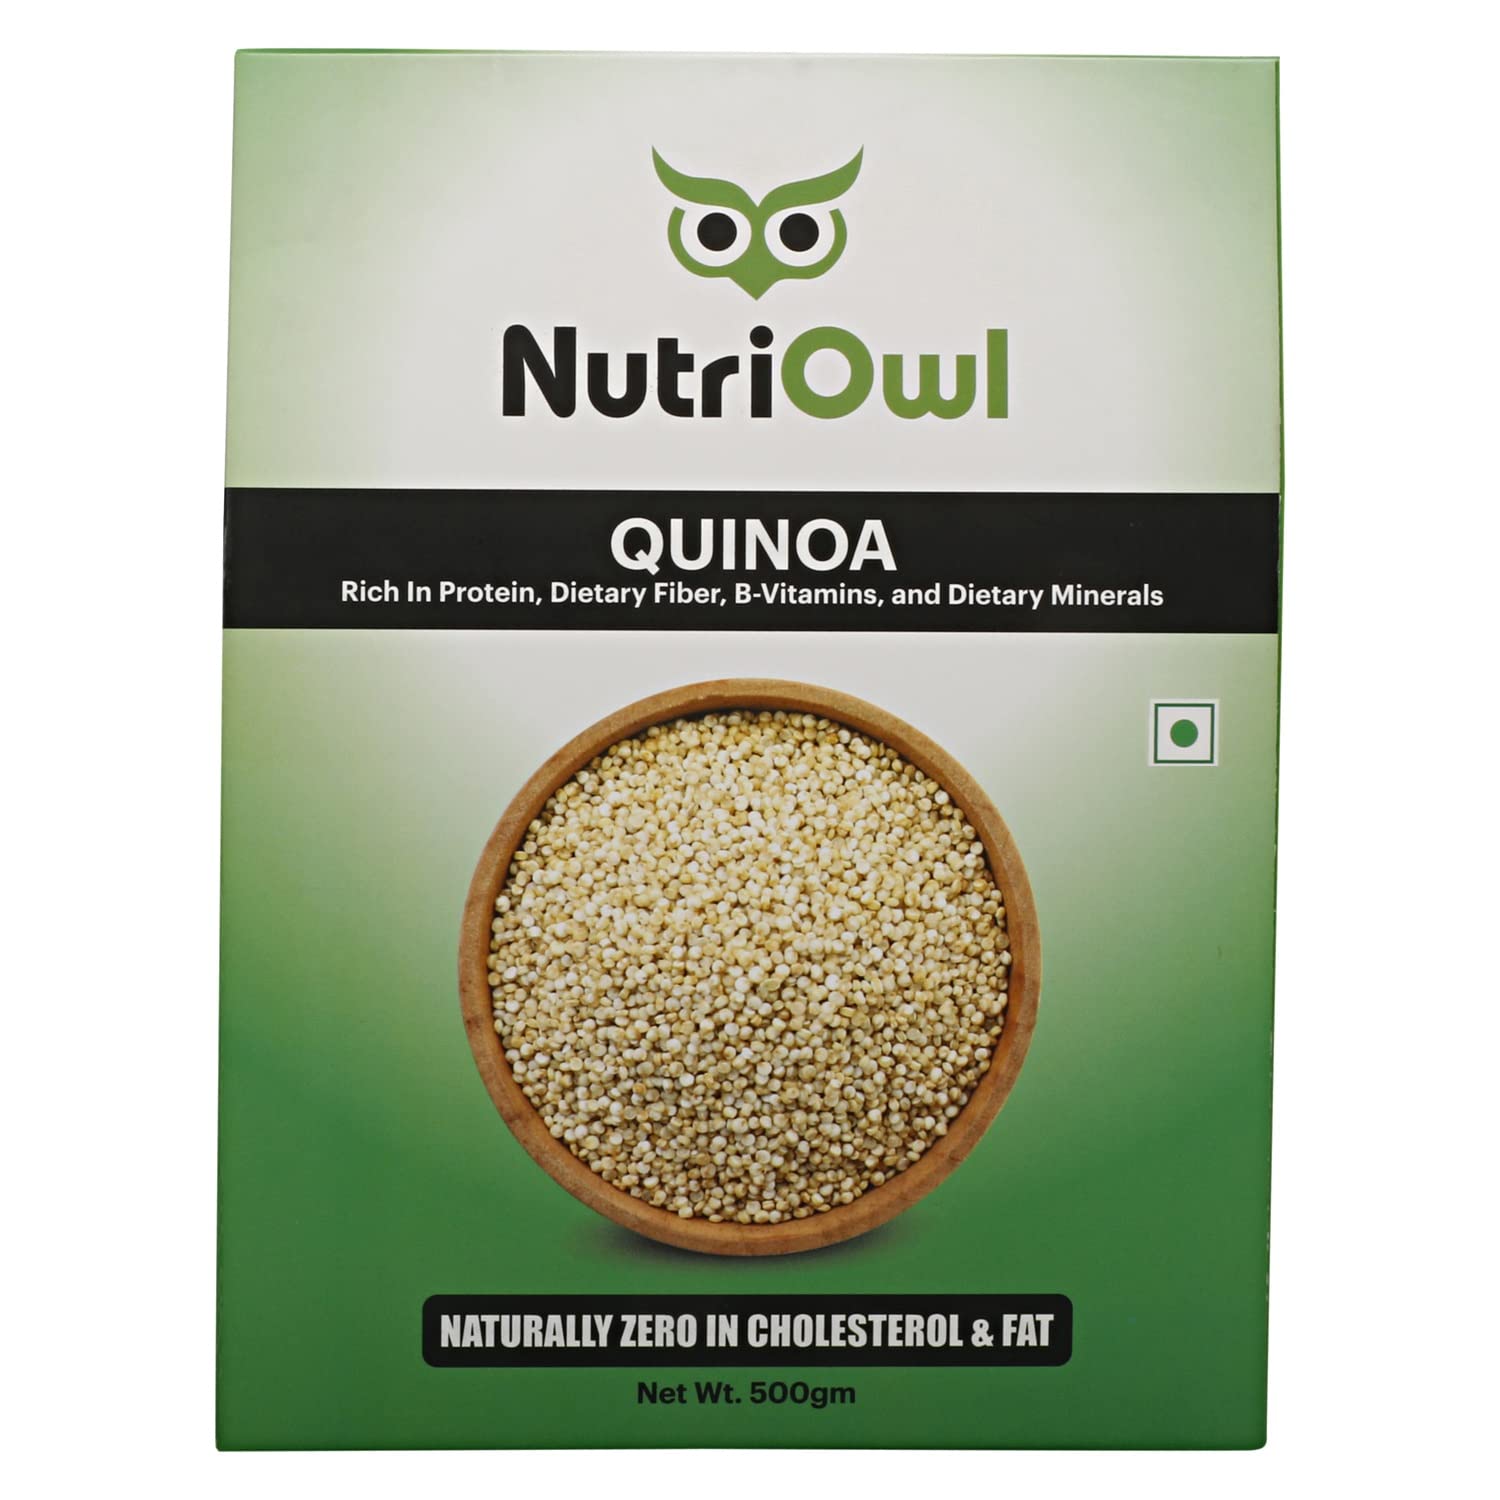 NutriOwl
QUINOA
Rich In Protein, Dietary Fiber, B-Vitamins, and Dietary Minerals
NATURALLY ZERO IN CHOLESTEROL & FAT
Net Wt. 500gm